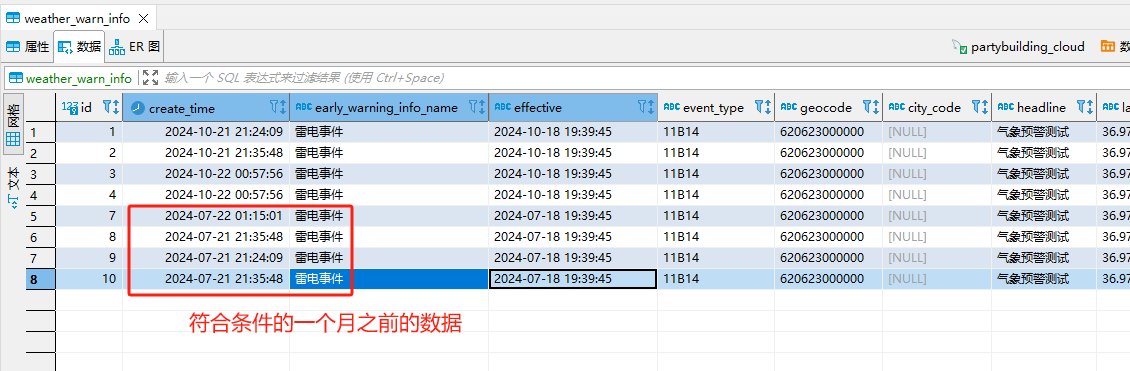 weather_warn_info
属性 数据 ER 图 partybuilding_cloud 数
weather_warn_info 输入一个 SQL 表达式来过滤结果 (使用 Ctrl+Space)
网格
文本
123 id create_time ABC early_warning_info_name ABC effective ABC event_type ABC geocode ABC city_code ABC headline ABC la
1 1 2024-10-21 21:24:09 雷电事件 2024-10-18 19:39:45 11B14 620623000000 [NULL] 气象预警测试 36.97
2 2 2024-10-21 21:35:48 雷电事件 2024-10-18 19:39:45 11B14 620623000000 [NULL] 气象预警测试 36.97
3 3 2024-10-22 00:57:56 雷电事件 2024-10-18 19:39:45 11B14 620623000000 [NULL] 气象预警测试 36.97
4 4 2024-10-22 00:57:56 雷电事件 2024-10-18 19:39:45 11B14 620623000000 [NULL] 气象预警测试 36.97
5 7 2024-07-22 01:15:01 雷电事件 2024-07-18 19:39:45 11B14 620623000000 [NULL] 气象预警测试 36.97
6 8 2024-07-21 21:35:48 雷电事件 2024-07-18 19:39:45 11B14 620623000000 [NULL] 气象预警测试 36.97
7 9 2024-07-21 21:24:09 雷电事件 2024-07-18 19:39:45 11B14 620623000000 [NULL] 气象预警测试 36.97
8 10 2024-07-21 21:35:48 雷电事件 2024-07-18 19:39:45 11B14 620623000000 [NULL] 气象预警测试 36.97
符合条件的一个月之前的数据